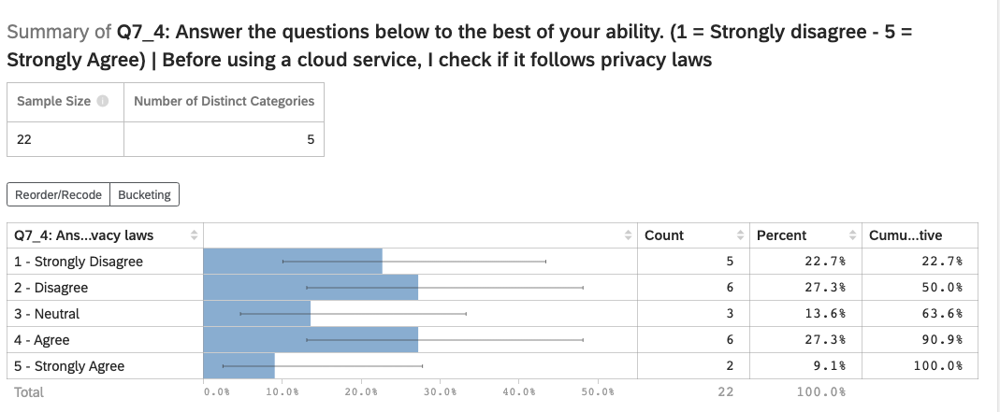 Summary of Q7_4: Answer the questions below to the best of your ability. (1 = Strongly disagree - 5 =
Strongly Agree) | Before using a cloud service, I check if it follows privacy laws
Sample Size Number of Distinct Categories
22 5
Reorder/Recode Bucketing
Q7_4: Ans...vacy laws Count Percent Cumu...tive
1 - Strongly Disagree 5 22.7% 22.7%
2 - Disagree 6 27.3% 50.0%
3 - Neutral 3 13.6% 63.6%
4 - Agree 6 27.3% 90.9%
5 - Strongly Agree 2 9.1% 100.0%
Total 0.0% 10.0% 20.0% 30.0% 40.0% 50.0% 22 100.0%